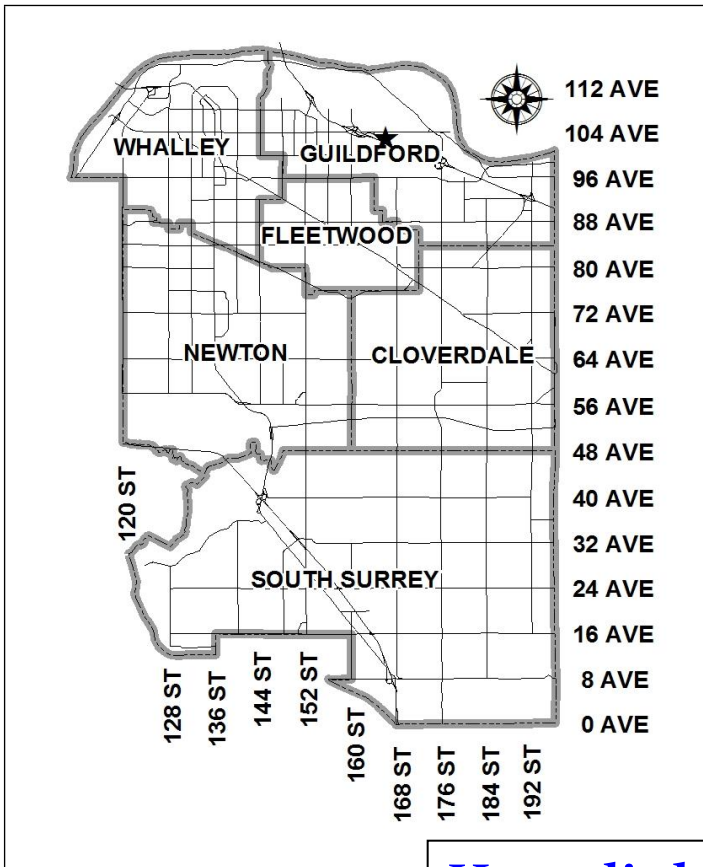 112 AVE
104 AVE
WHALLEY
GUILDFORD
96 AVE
88 AVE
FLEETWOOD
80 AVE
72 AVE
NEWTON
CLOVERDALE
64 AVE
56 AVE
48 AVE
120 ST
40 AVE
32 AVE
SOUTH SURREY
24 AVE
16 AVE
128 ST
136 ST
144 ST
152 ST
160 ST
168 ST
176 ST
184 ST
192 ST
8 AVE
0 AVE